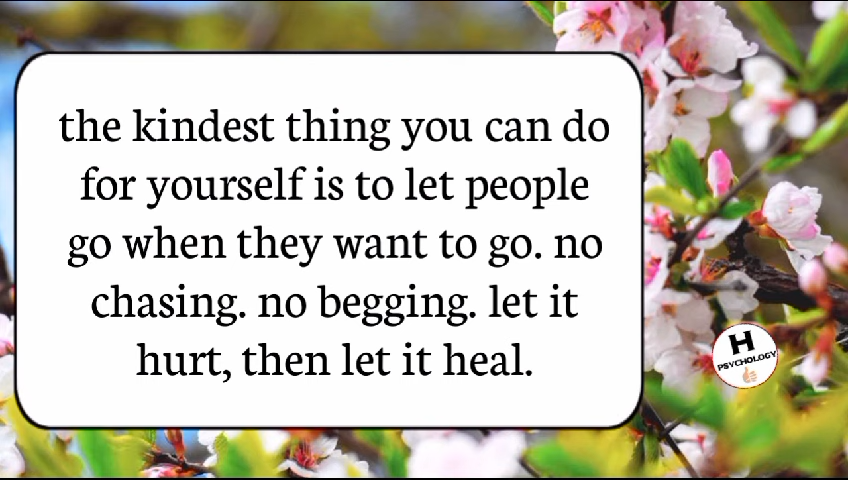 the kindest thing you can do
for yourself is to let people
go when they want to go. no
chasing. no begging. let it
hurt, then let it heal.
H
PSYCHOLOGY